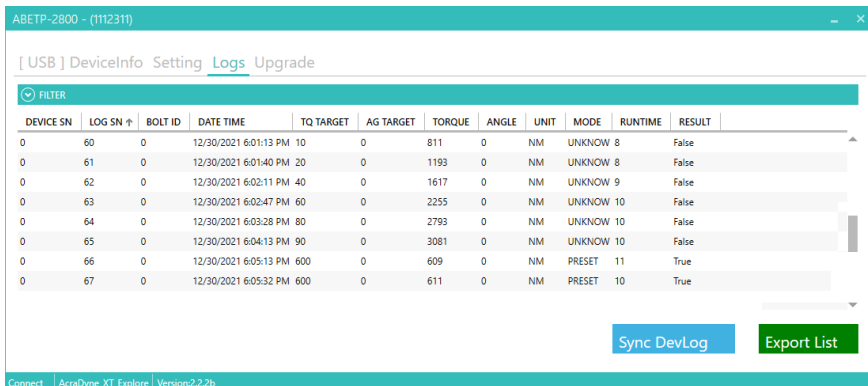 ABETP-2800 - (1112311)
[ USB ] DeviceInfo Setting Logs Upgrade
FILTER
DEVICE SN LOG SN BOLT ID DATE TIME TQ TARGET AG TARGET TORQUE ANGLE UNIT MODE RUNTIME RESULT
0 60 0 12/30/2021 6:01:13 PM 10 0 811 0 NM UNKNOW 8 False
0 61 0 12/30/2021 6:01:40 PM 20 0 1193 0 NM UNKNOW 8 False
0 62 0 12/30/2021 6:02:11 PM 40 0 1617 0 NM UNKNOW 9 False
0 63 0 12/30/2021 6:02:47 PM 60 0 2255 0 NM UNKNOW 10 False
0 64 0 12/30/2021 6:03:28 PM 80 0 2793 0 NM UNKNOW 10 False
0 65 0 12/30/2021 6:04:13 PM 90 0 3081 0 NM UNKNOW 10 False
0 66 0 12/30/2021 6:05:13 PM 600 0 609 0 NM PRESET 11 True
0 67 0 12/30/2021 6:05:32 PM 600 0 611 0 NM PRESET 10 True
Sync DevLog Export List
Connect AcraDyne XT Explore Version:2.2.2b